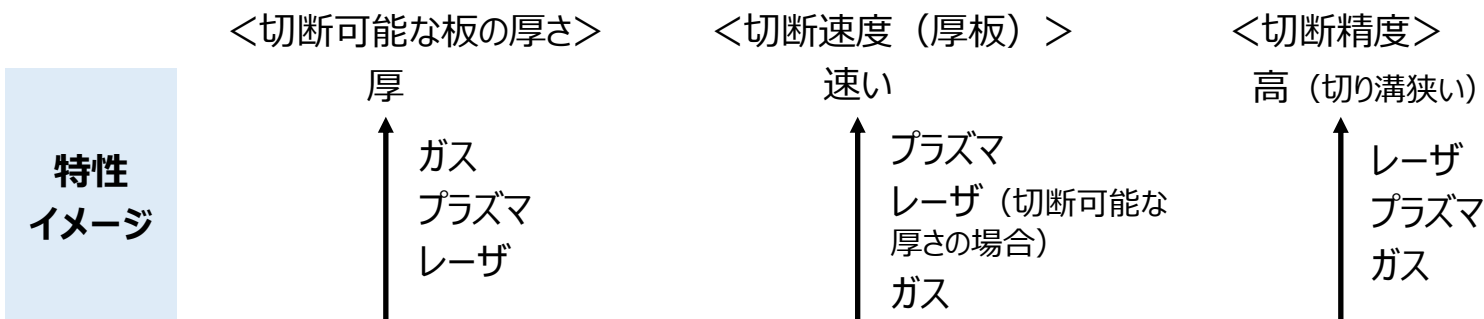 ＜切断可能な板の厚さ＞
＜切断速度（厚板）＞
＜切断精度＞
厚
速い
高（切り溝狭い）
特性
イメージ
ガス
プラズマ
レーザ
プラズマ
レーザ（切断可能な
厚さの場合）
ガス
レーザ
プラズマ
ガス